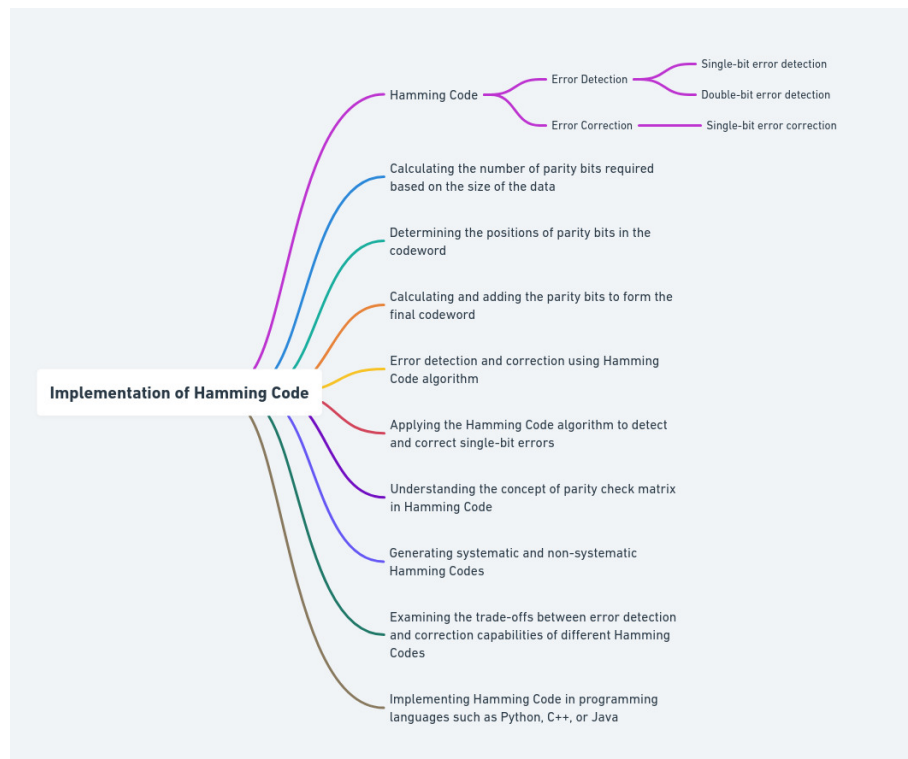 Implementation of Hamming Code
Hamming Code
Error Detection
Single-bit error detection
Double-bit error detection
Error Correction
Single-bit error correction
Calculating the number of parity bits required
based on the size of the data
Determining the positions of parity bits in the
codeword
Calculating and adding the parity bits to form the
final codeword
Error detection and correction using Hamming
Code algorithm
Applying the Hamming Code algorithm to detect
and correct single-bit errors
Understanding the concept of parity check matrix
in Hamming Code
Generating systematic and non-systematic
Hamming Codes
Examining the trade-offs between error detection
and correction capabilities of different Hamming
Codes
Implementing Hamming Code in programming
languages such as Python, C++, or Java